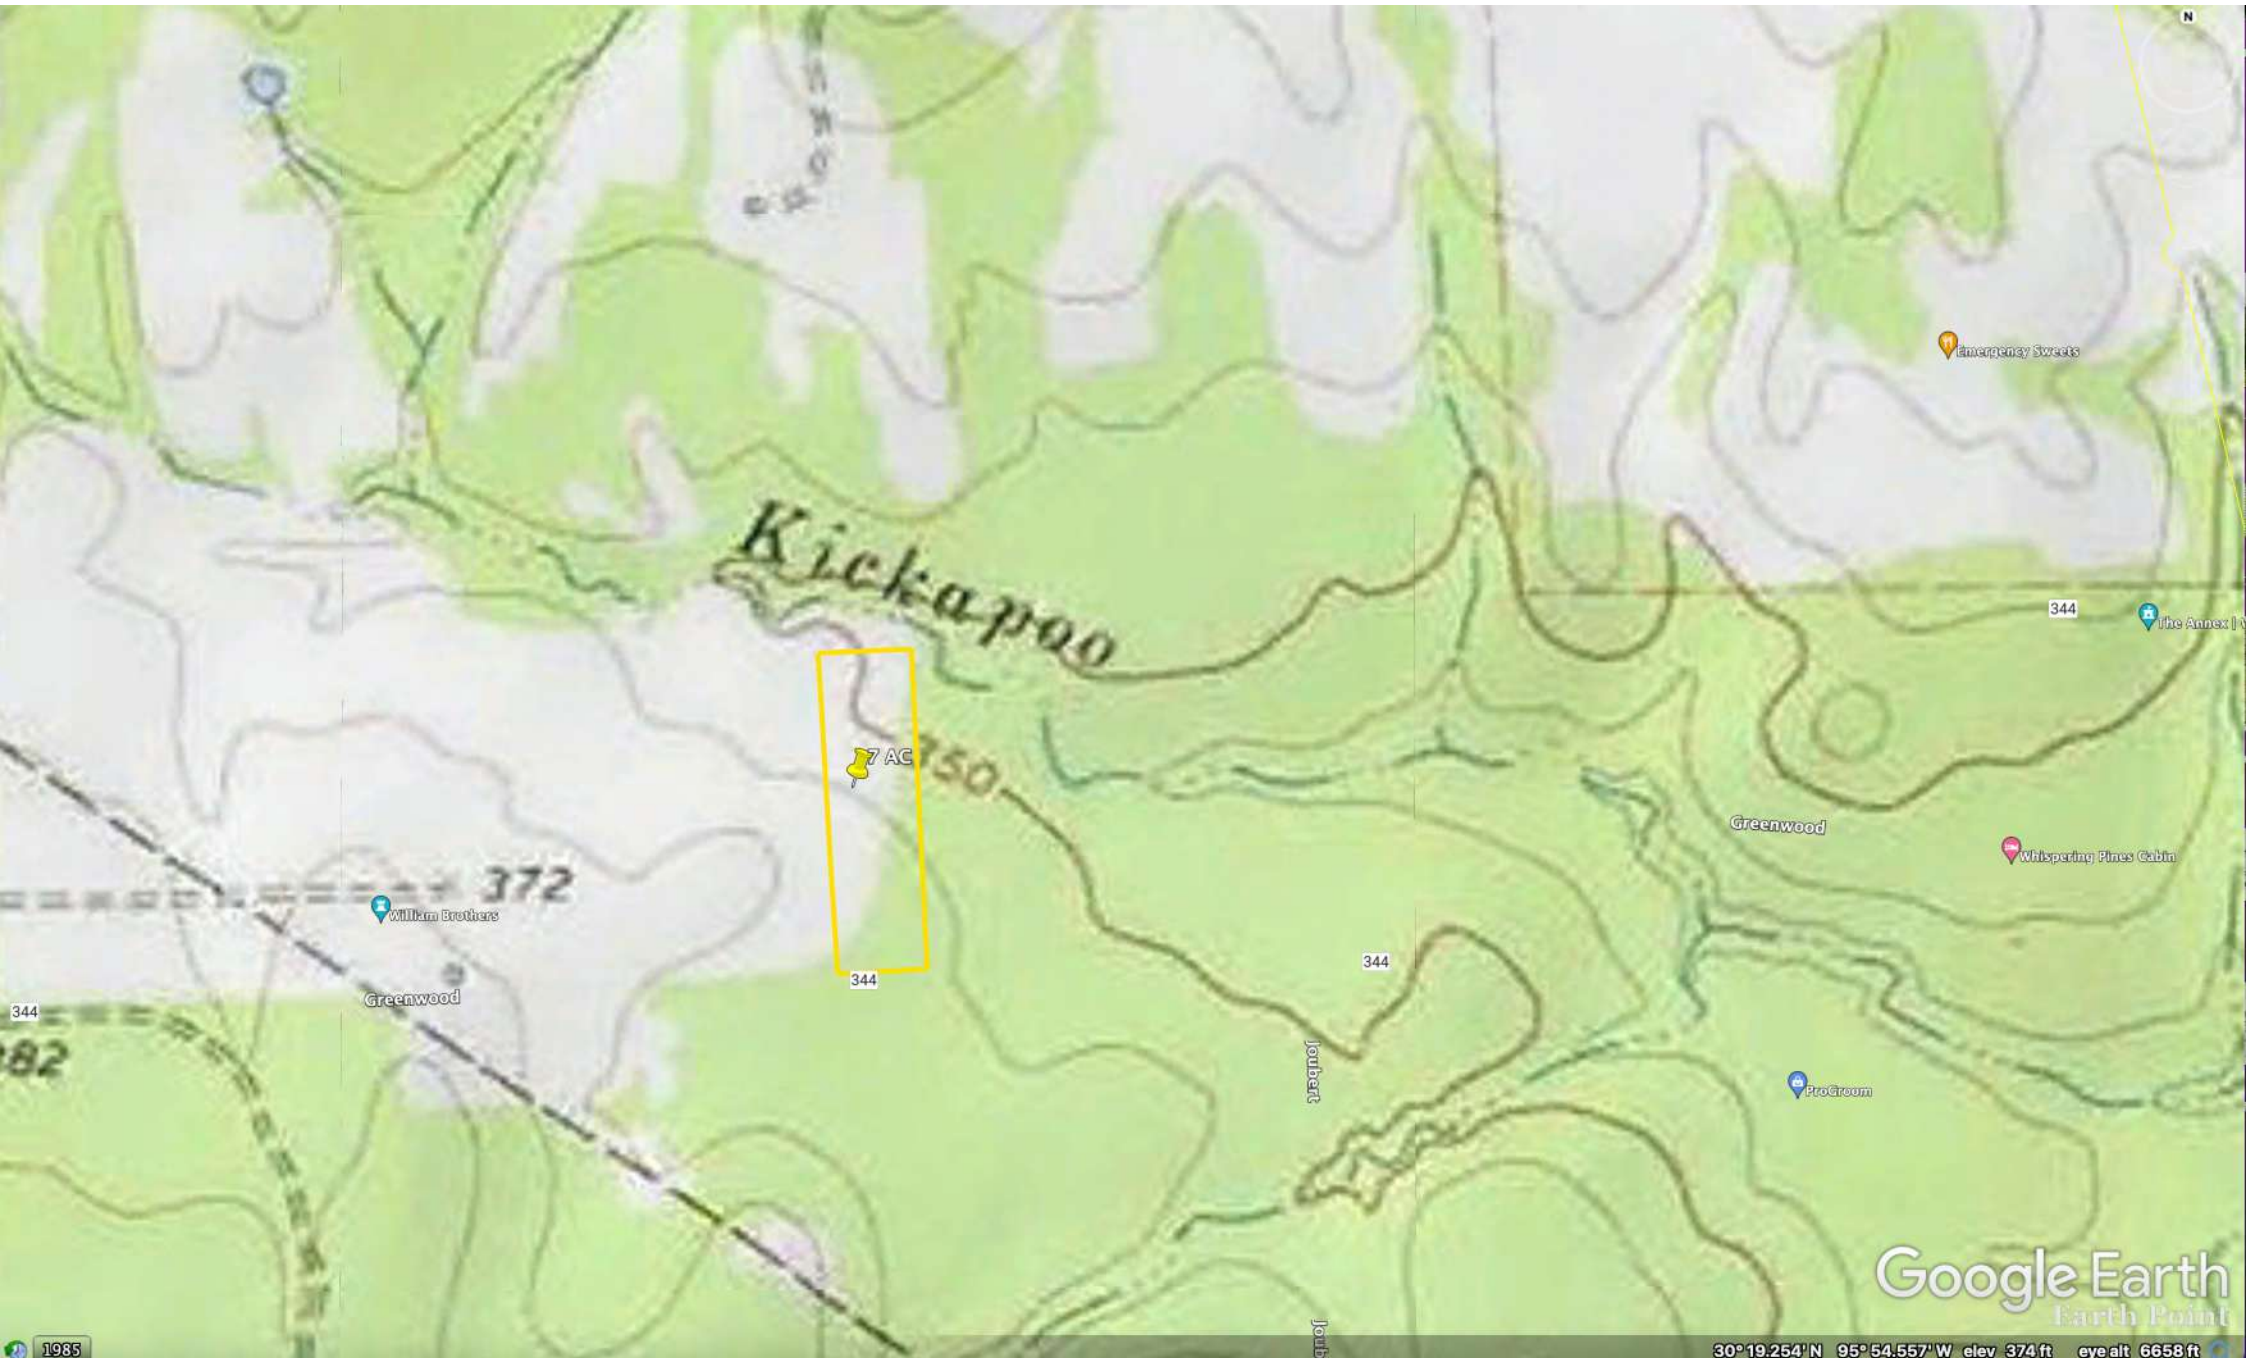 N
Emergency Sweets
Kickapoo
344
The Annex |
7 AC
350
Greenwood
Whispering Pines Cabin
372
William Brothers
344
344
Greenwood
344
Joubert
ProGroom
Google Earth
Earth Point
Joub
1985
30°19.254' N 95°54.557' W elev 374 ft eye alt 6658 ft